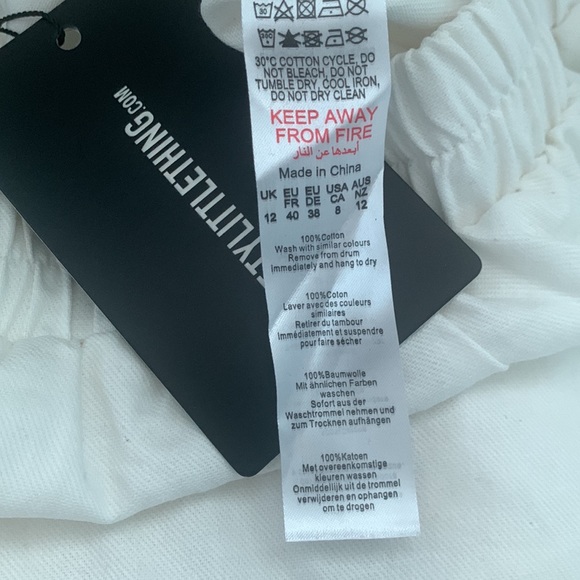 TYLITTLETHING.COM
30
30°C COTTON CYCLE, DO
NOT BLEACH, DO NOT
TUMBLE DRY, COOL IRON,
DO NOT DRY CLEAN
KEEP AWAY
FROM FIRE
أبعدها عن النار
Made in China
UK EU EU USA AUS
FR DE CA NZ
12 40 38 8 12
100%Cotton
Wash with similar colours
Remove from drum
Immediately and hang to dry
100%Coton
Laver avec des couleurs
similaires
Retirer du tambour
Immédiatement et suspendre
pour faire sécher
100%Baumwolle
Mit ähnlichen Farben
waschen
Sofort aus der
Waschtrommel nehmen und
zum Trocknen aufhängen
100%Katoen
Met overeenkomstige
kleuren wassen
Onmiddelijk uit de trommel
verwijderen en ophangen
om te drogen